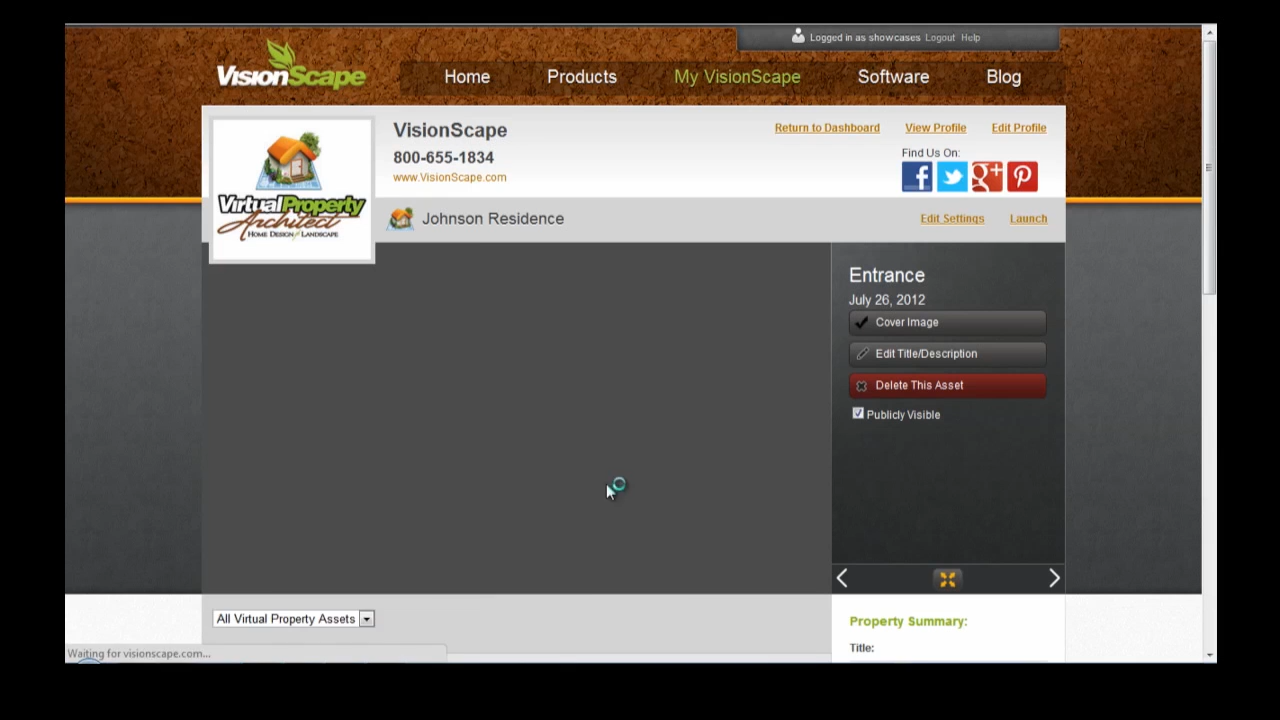 Logged in as showcases Logout Help
VisionScape
Home Products My VisionScape Software Blog
VisionScape
Return to Dashboard View Profile Edit Profile
800-655-1834
Find Us On:
www.VisionScape.com
VirtualProperty
Architect
Home Design Landscape
Johnson Residence
Edit Settings Launch
Entrance
July 26, 2012
Cover Image
Edit Title/Description
Delete This Asset
Publicly Visible
All Virtual Property Assets
Property Summary:
Title:
Waiting for visionscape.com...